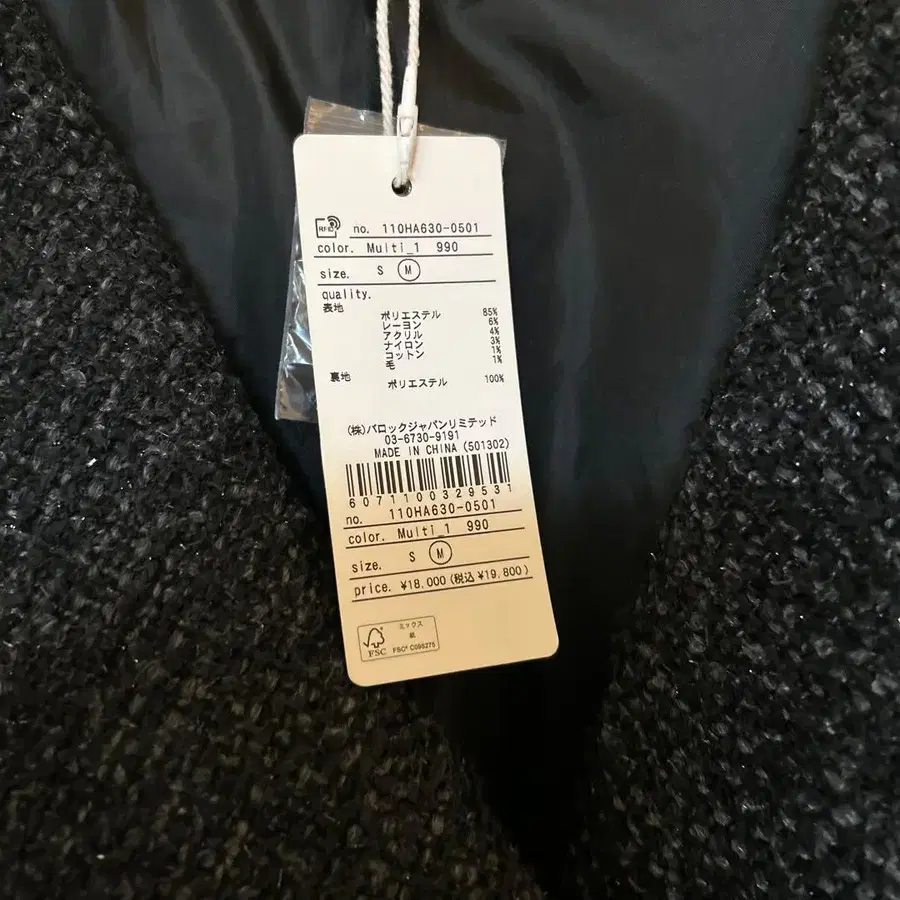 RFID
no. 110HA630-0501
color. Multi_1 990
size. S M
quality.
表地
ポリエステル 85%
レーヨン 6%
アクリル 4%
ナイロン 3%
コットン 1%
毛 1%
裏地 ポリエステル 100%
(株)バロックジャパンリミテッド
03-6730-9191
MADE IN CHINA (501302)
6071100329531
no. 110HA630-0501
color. Multi_1 990
size. S M
price. ¥18,000(税込¥19,800)
ミックス
紙
FSC FSC® C095275